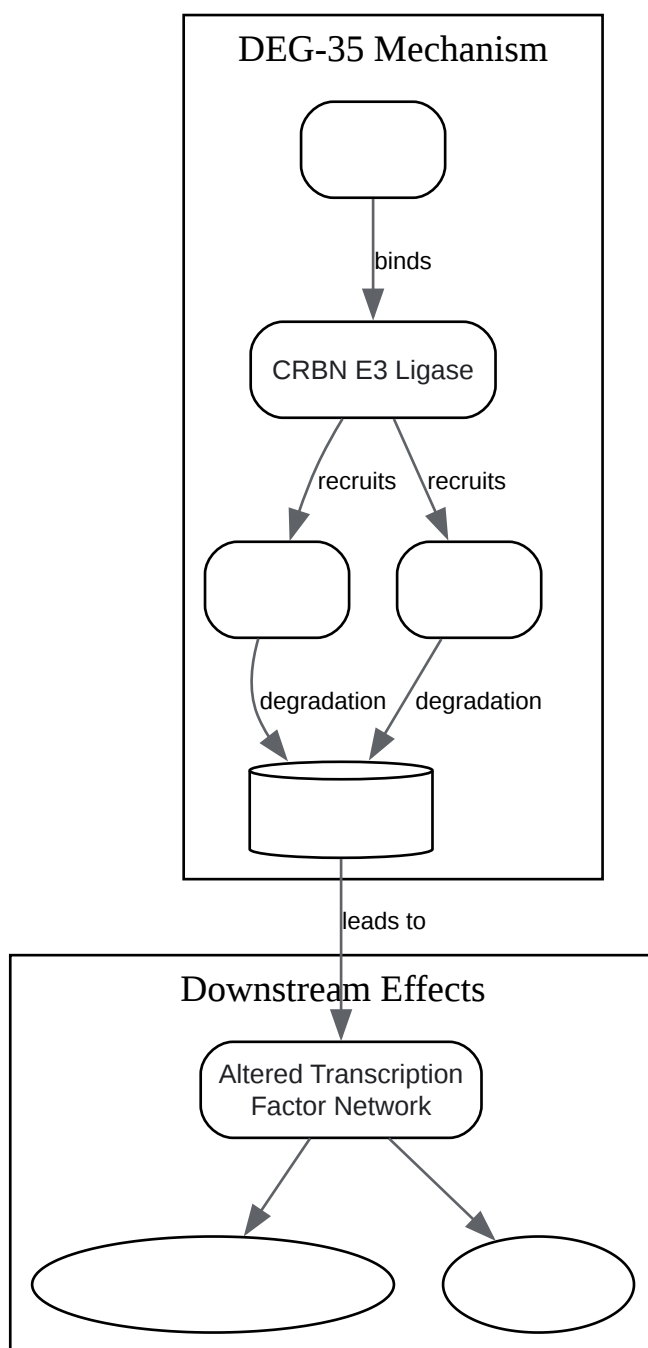 DEG-35 Mechanism
binds
CRBN E3 Ligase
recruits
recruits
degradation
degradation
leads to
Downstream Effects
Altered Transcription
Factor Network